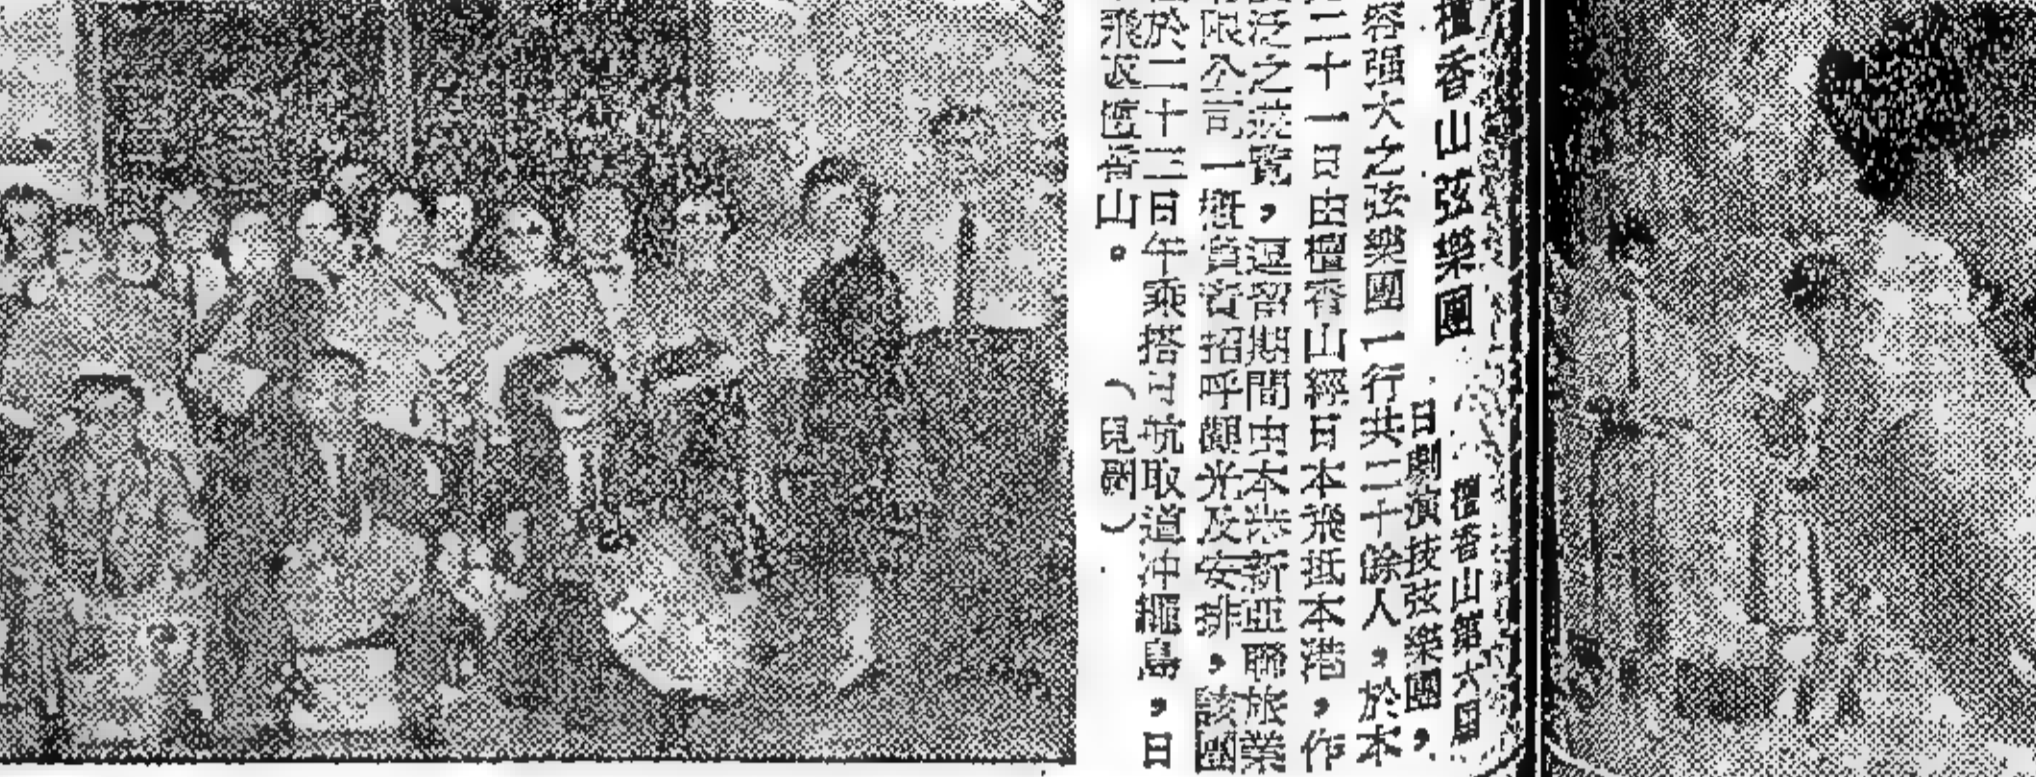 香山弦樂團
檀香山第六
日劇演技弦樂團，
容强大之弦樂團一行共二十餘人，於本
二十一日由檀香山經日本飛抵本港，作
泛之遊覽，逗留期間由本港新亞聯旅業
限公司一概負責招呼觀光及安排，該團
於二十三日午乘搭 航取道沖繩島，日
飛返檀香山。